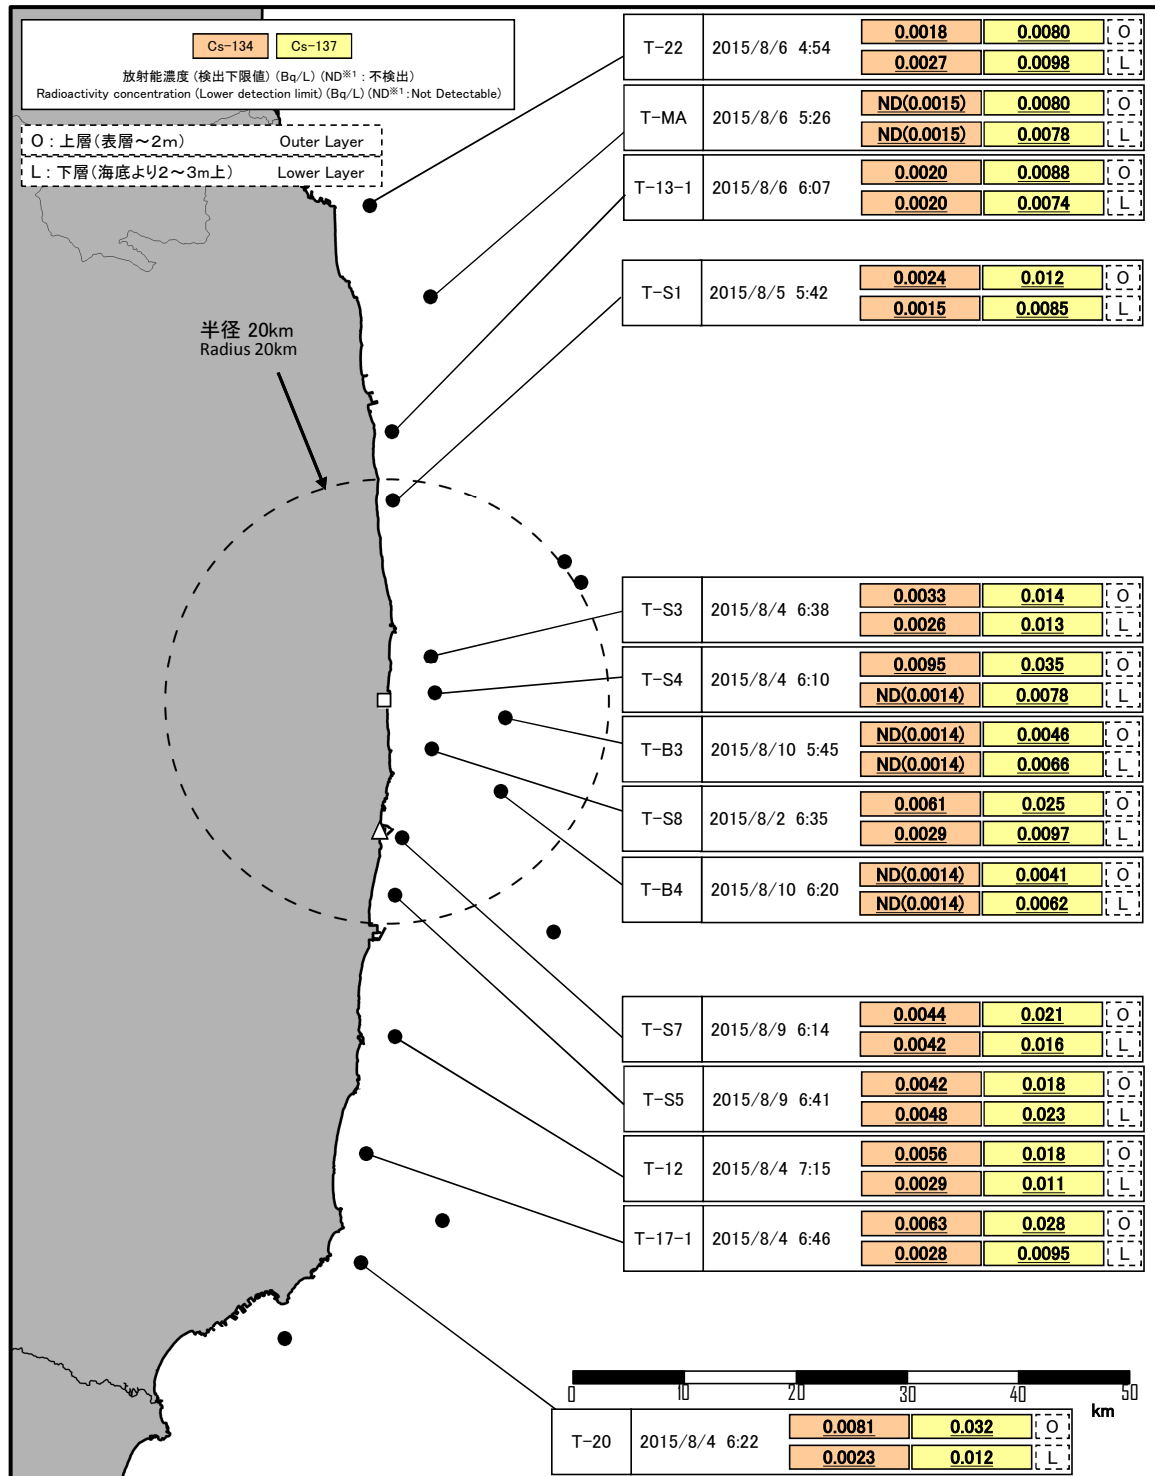 Cs-134 Cs-137
放射能濃度 (検出下限値) (Bq/L) (ND※1 : 不検出)
Radioactivity concentration (Lower detection limit) (Bq/L) (ND※1 : Not Detectable)
O : 上層(表層～2m) Outer Layer
L : 下層(海底より2～3m上) Lower Layer
T-22 2015/8/6 4:54 0.0018 0.0080 O
0.0027 0.0098 L
T-MA 2015/8/6 5:26 ND(0.0015) 0.0080 O
ND(0.0015) 0.0078 L
T-13-1 2015/8/6 6:07 0.0020 0.0088 O
0.0020 0.0074 L
T-S1 2015/8/5 5:42 0.0024 0.012 O
0.0015 0.0085 L
半径 20km
Radius 20km
T-S3 2015/8/4 6:38 0.0033 0.014 O
0.0026 0.013 L
T-S4 2015/8/4 6:10 0.0095 0.035 O
ND(0.0014) 0.0078 L
T-B3 2015/8/10 5:45 ND(0.0014) 0.0046 O
ND(0.0014) 0.0066 L
T-S8 2015/8/2 6:35 0.0061 0.025 O
0.0029 0.0097 L
T-B4 2015/8/10 6:20 ND(0.0014) 0.0041 O
ND(0.0014) 0.0062 L
T-S7 2015/8/9 6:14 0.0044 0.021 O
0.0042 0.016 L
T-S5 2015/8/9 6:41 0.0042 0.018 O
0.0048 0.023 L
T-12 2015/8/4 7:15 0.0056 0.018 O
0.0029 0.011 L
T-17-1 2015/8/4 6:46 0.0063 0.028 O
0.0028 0.0095 L
0 10 20 30 40 50
km
T-20 2015/8/4 6:22 0.0081 0.032 O
0.0023 0.012 L